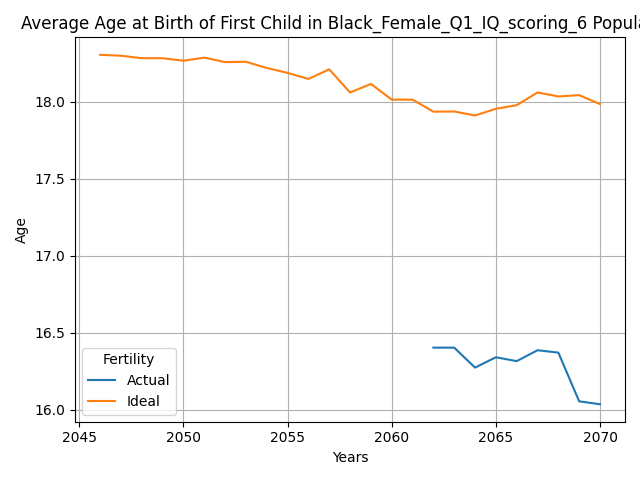 Average Age at Birth of First Child in Black_Female_Q1_IQ_scoring_6 Popula
18.0
17.5
17.0
16.5
16.0
Age
Fertility
Actual
Ideal
2045 2050 2055 2060 2065 2070
Years